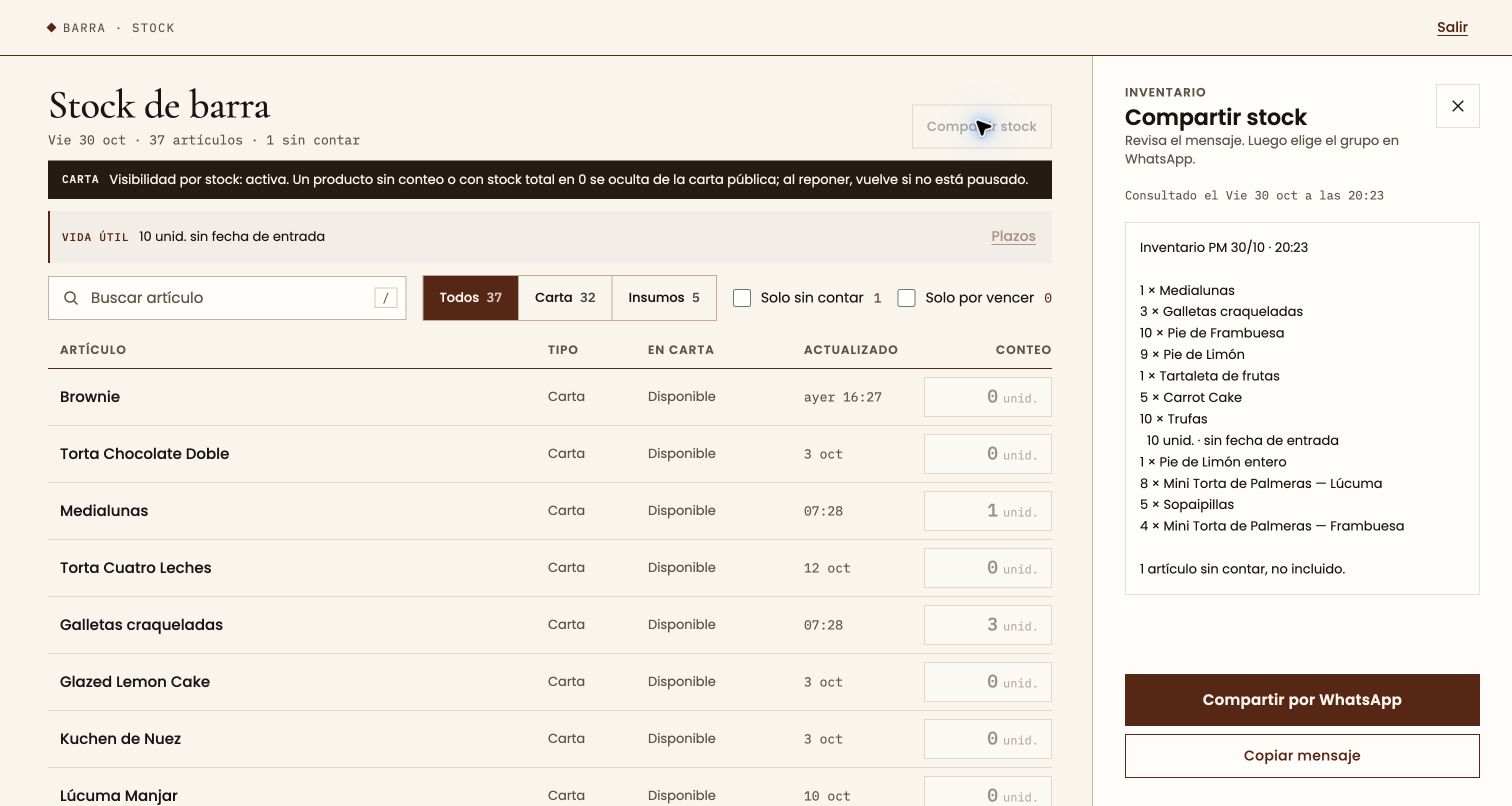 BARRA · STOCK
Salir
Stock de barra
Vie 30 oct · 37 artículos · 1 sin contar
Compartir stock
CARTA Visibilidad por stock: activa. Un producto sin conteo o con stock total en 0 se oculta de la carta pública; al reponer, vuelve si no está pausado.
VIDA ÚTIL 10 unid. sin fecha de entrada
Plazos
Buscar artículo /
Todos 37 Carta 32 Insumos 5 Solo sin contar 1 Solo por vencer 0
ARTÍCULO TIPO EN CARTA ACTUALIZADO CONTEO
Brownie Carta Disponible ayer 16:27 0 unid.
Torta Chocolate Doble Carta Disponible 3 oct 0 unid.
Medialunas Carta Disponible 07:28 1 unid.
Torta Cuatro Leches Carta Disponible 12 oct 0 unid.
Galletas craqueladas Carta Disponible 07:28 3 unid.
Glazed Lemon Cake Carta Disponible 3 oct 0 unid.
Kuchen de Nuez Carta Disponible 3 oct 0 unid.
Lúcuma Manjar Carta Disponible 10 oct 0 unid.
INVENTARIO
Compartir stock
Revisa el mensaje. Luego elige el grupo en
WhatsApp.
Consultado el Vie 30 oct a las 20:23
Inventario PM 30/10 · 20:23
1 × Medialunas
3 × Galletas craqueladas
10 × Pie de Frambuesa
9 × Pie de Limón
1 × Tartaleta de frutas
5 × Carrot Cake
10 × Trufas
10 unid. · sin fecha de entrada
1 × Pie de Limón entero
8 × Mini Torta de Palmeras — Lúcuma
5 × Sopaipillas
4 × Mini Torta de Palmeras — Frambuesa
1 artículo sin contar, no incluido.
Compartir por WhatsApp
Copiar mensaje